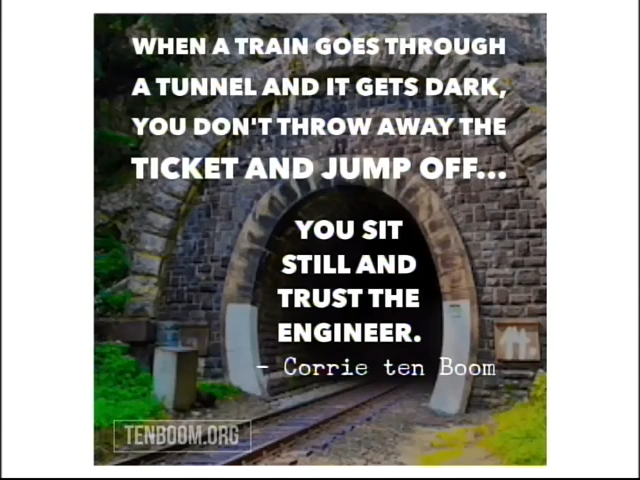 WHEN A TRAIN GOES THROUGH
A TUNNEL AND IT GETS DARK,
YOU DON'T THROW AWAY THE
TICKET AND JUMP OFF...
YOU SIT
STILL AND
TRUST THE
ENGINEER.
- Corrie ten Boom
TENBOOM.ORG